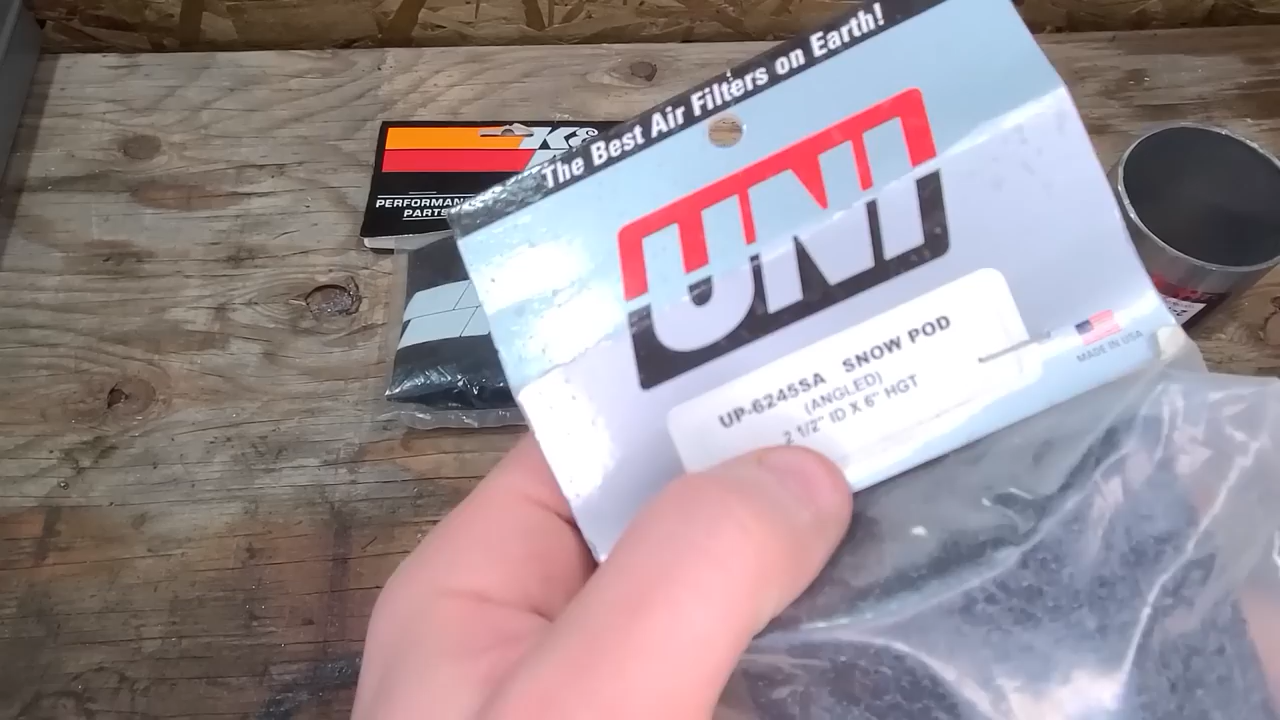 The Best Air Filters on Earth!
UNI
UP-6245SA SNOW POD
(ANGLED)
2 1/2" ID X 6" HGT
MADE IN USA
K&
PERFORMAN
PARTS